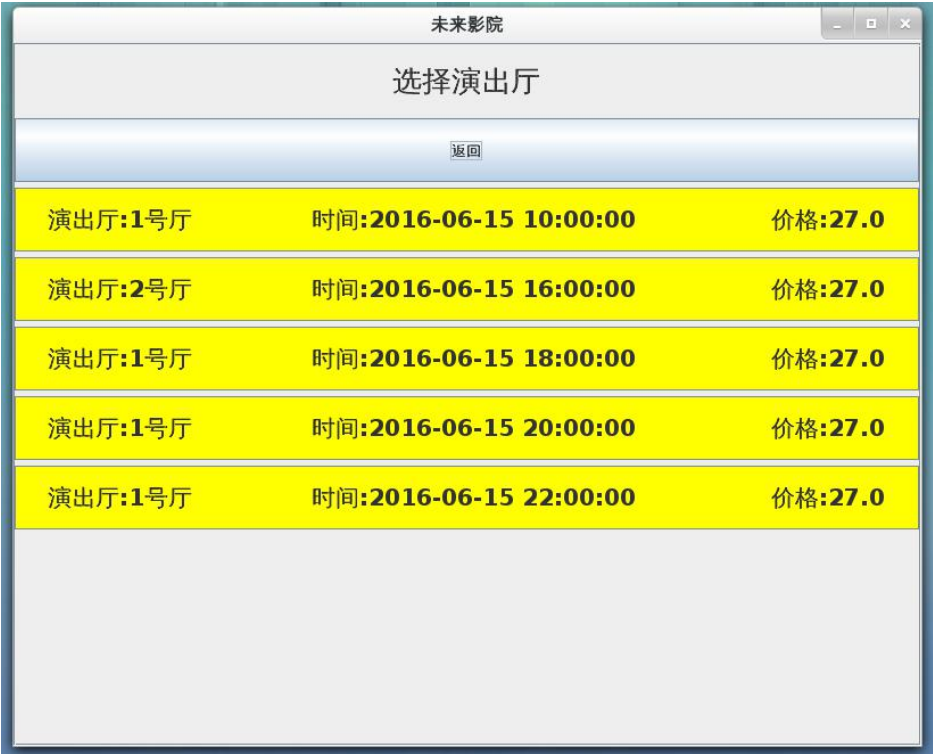 未来影院
选择演出厅
返回
演出厅:1号厅 时间:2016-06-15 10:00:00 价格:27.0
演出厅:2号厅 时间:2016-06-15 16:00:00 价格:27.0
演出厅:1号厅 时间:2016-06-15 18:00:00 价格:27.0
演出厅:1号厅 时间:2016-06-15 20:00:00 价格:27.0
演出厅:1号厅 时间:2016-06-15 22:00:00 价格:27.0